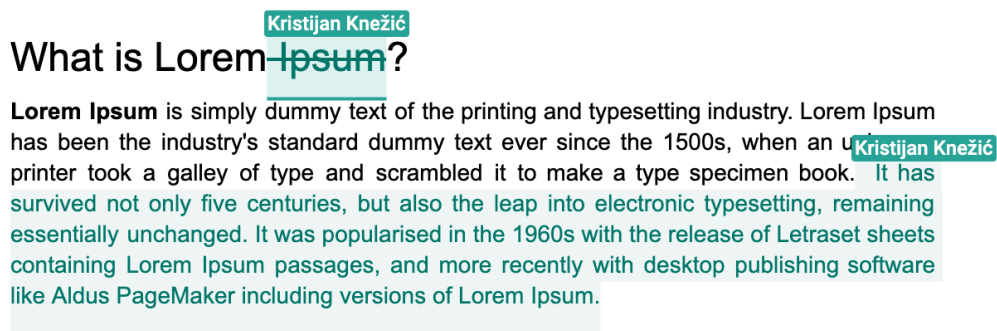 Kristijan Knežić
What is Lorem Ipsum?
Lorem Ipsum is simply dummy text of the printing and typesetting industry. Lorem Ipsum
has been the industry's standard dummy text ever since the 1500s, when an
Kristijan Knežić
printer took a galley of type and scrambled it to make a type specimen book. It has
survived not only five centuries, but also the leap into electronic typesetting, remaining
essentially unchanged. It was popularised in the 1960s with the release of Letraset sheets
containing Lorem Ipsum passages, and more recently with desktop publishing software
like Aldus PageMaker including versions of Lorem Ipsum.